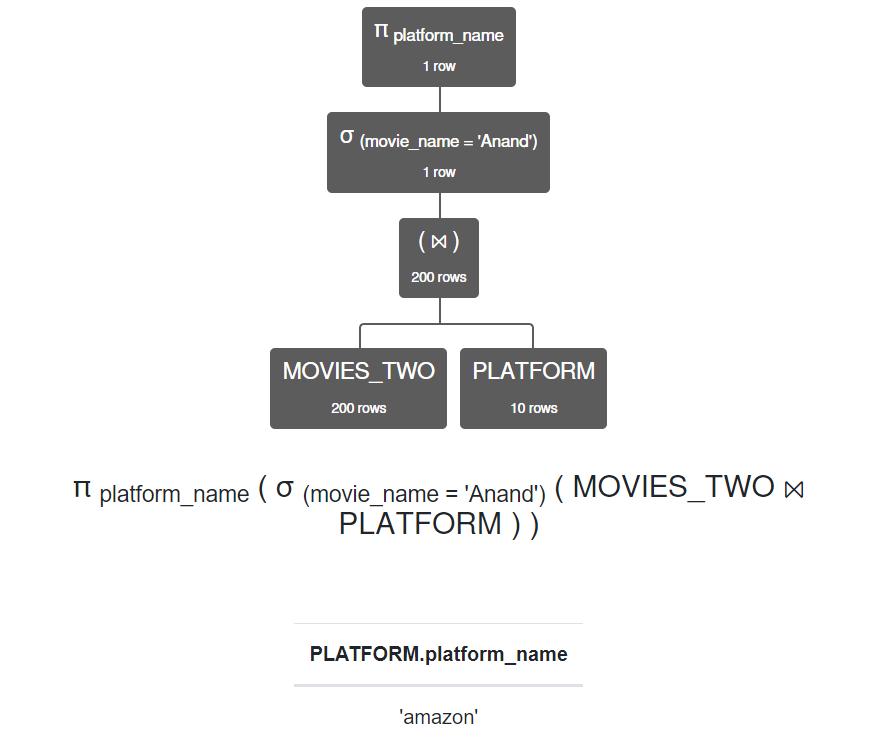 π platform_name
1 row
σ (movie_name = 'Anand')
1 row
( ⋈ )
200 rows
MOVIES_TWO
200 rows
PLATFORM
10 rows
π platform_name ( σ (movie_name = 'Anand') ( MOVIES_TWO ⋈
PLATFORM ) )
PLATFORM.platform_name
'amazon'